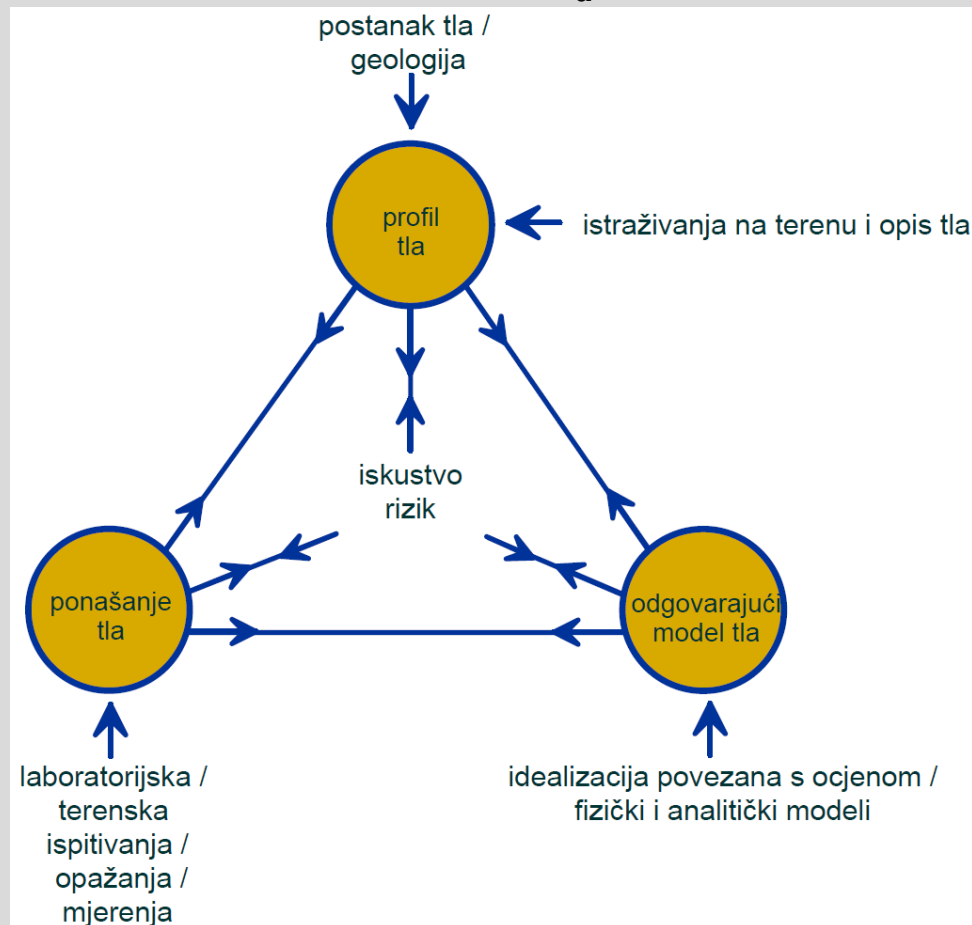 postanak tla /
geologija
profil
tla
istraživanja na terenu i opis tla
iskustvo
rizik
ponašanje
tla
odgovarajući
model tla
laboratorijska /
terenska
ispitivanja /
opažanja /
mjerenja
idealizacija povezana s ocjenom /
fizički i analitički modeli